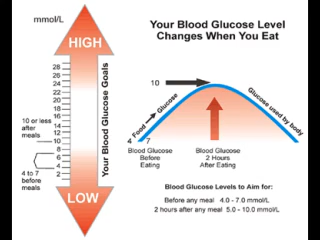 mmol/L
HIGH
28
26
24
22
20
18
16
14
12
10
8
6
4
2
10 or less
after
meals
4 to 7
before
meals
Your Blood Glucose Goals
LOW
Your Blood Glucose Level
Changes When You Eat
10
Food
Glucose
Glucose used by body
4 7
Blood Glucose
Before
Eating
Blood Glucose
2 Hours
After Eating
Blood Glucose Levels to Aim for:
Before any meal 4.0 - 7.0 mmol/L
2 hours after any meal 5.0 - 10.0 mmol/L